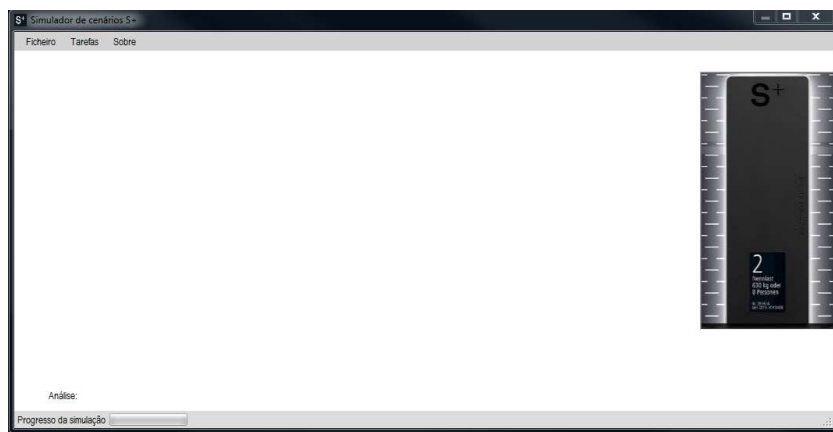 S+ Simulador de cenários S+
Ficheiro Tarefas Sobre
S+
2
Nennlast
630 kg oder
8 Personen
Análise:
Progresso da simulação